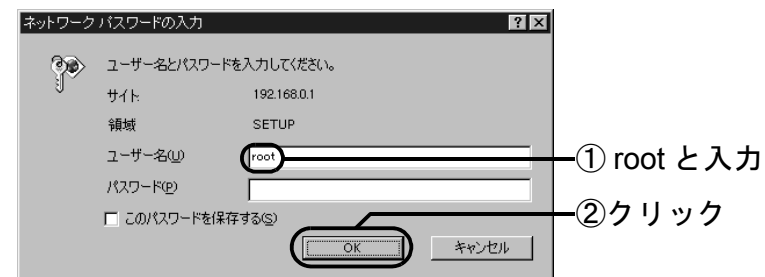 ネットワーク パスワードの入力
ユーザー名とパスワードを入力してください。
サイト 192.168.0.1
領域 SETUP
ユーザー名(U) root
① root と入力
パスワード(P)
このパスワードを保存する(S)
②クリック
OK キャンセル